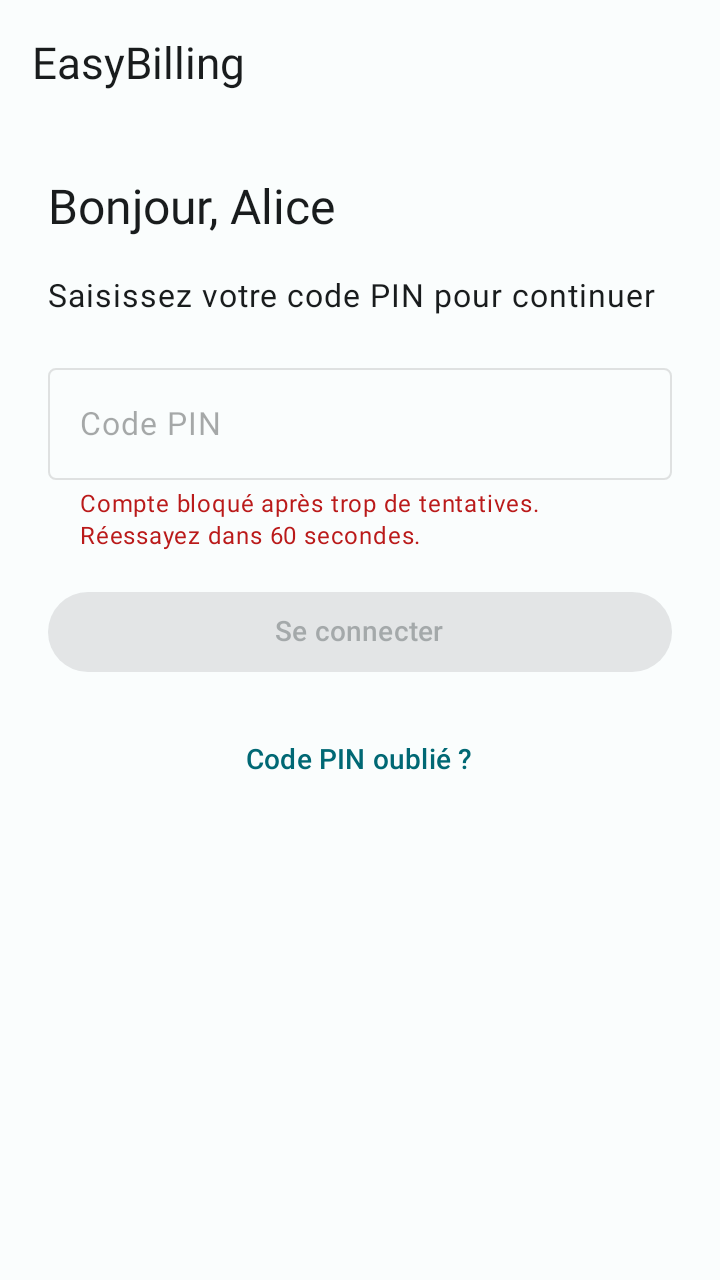 EasyBilling
Bonjour, Alice
Saisissez votre code PIN pour continuer
Code PIN
Compte bloqué après trop de tentatives.
Réessayez dans 60 secondes.
Se connecter
Code PIN oublié ?